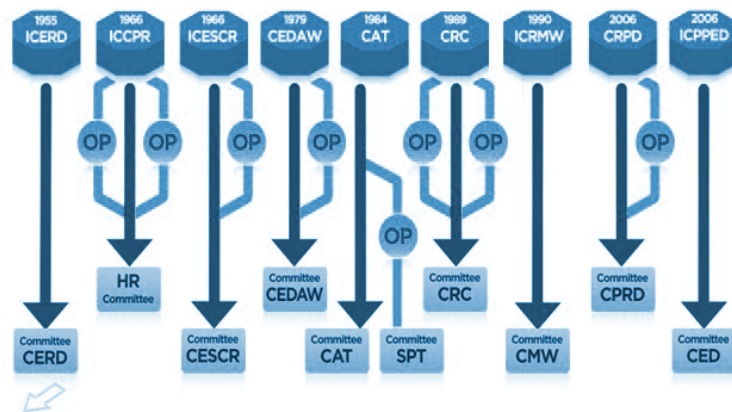 1955
ICERD
1966
ICCPR
1966
ICESCR
1979
CEDAW
1984
CAT
1989
CRC
1990
ICRMW
2006
CRPD
2006
ICPPED
OP
OP
OP
OP
OP
OP
OP
OP
HR
Committee
Committee
CEDAW
Committee
CRC
Committee
CPRD
Committee
CERD
Committee
CESCR
Committee
CAT
Committee
SPT
Committee
CMW
Committee
CED